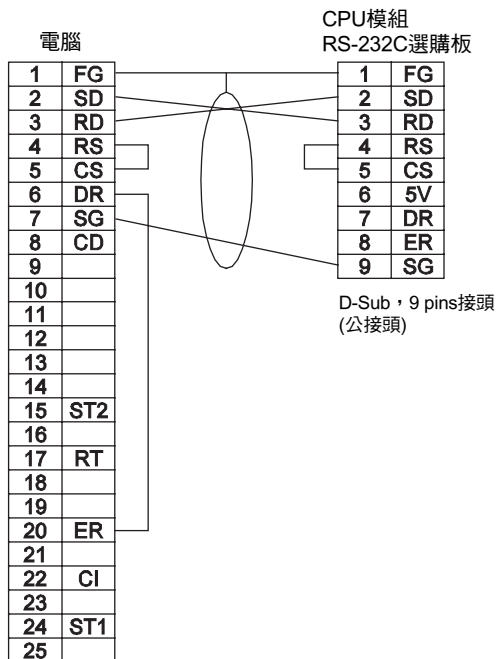 電腦
1 FG
2 SD
3 RD
4 RS
5 CS
6 DR
7 SG
8 CD
9
10
11
12
13
14
15 ST2
16
17 RT
18
19
20 ER
21
22 CI
23
24 ST1
25
CPU模組
RS-232C選購板
1 FG
2 SD
3 RD
4 RS
5 CS
6 5V
7 DR
8 ER
9 SG
D-Sub，9 pins接頭
(公接頭)